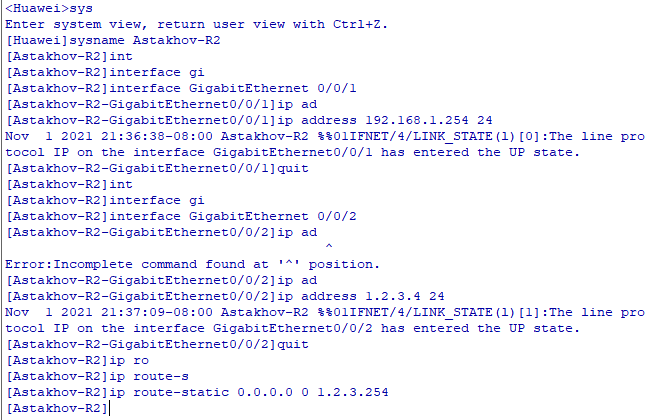 <Huawei>sys
Enter system view, return user view with Ctrl+Z.
[Huawei]sysname Astakhov-R2
[Astakhov-R2]int
[Astakhov-R2]interface gi
[Astakhov-R2]interface GigabitEthernet 0/0/1
[Astakhov-R2-GigabitEthernet0/0/1]ip ad
[Astakhov-R2-GigabitEthernet0/0/1]ip address 192.168.1.254 24
Nov  1 2021 21:36:38-08:00 Astakhov-R2 %%01IFNET/4/LINK_STATE(l)[0]:The line pro
tocol IP on the interface GigabitEthernet0/0/1 has entered the UP state.
[Astakhov-R2-GigabitEthernet0/0/1]quit
[Astakhov-R2]int
[Astakhov-R2]interface gi
[Astakhov-R2]interface GigabitEthernet 0/0/2
[Astakhov-R2-GigabitEthernet0/0/2]ip ad
^
Error:Incomplete command found at '^' position.
[Astakhov-R2-GigabitEthernet0/0/2]ip ad
[Astakhov-R2-GigabitEthernet0/0/2]ip address 1.2.3.4 24
Nov  1 2021 21:37:09-08:00 Astakhov-R2 %%01IFNET/4/LINK_STATE(l)[1]:The line pro
tocol IP on the interface GigabitEthernet0/0/2 has entered the UP state.
[Astakhov-R2-GigabitEthernet0/0/2]quit
[Astakhov-R2]ip ro
[Astakhov-R2]ip route-s
[Astakhov-R2]ip route-static 0.0.0.0 0 1.2.3.254
[Astakhov-R2]